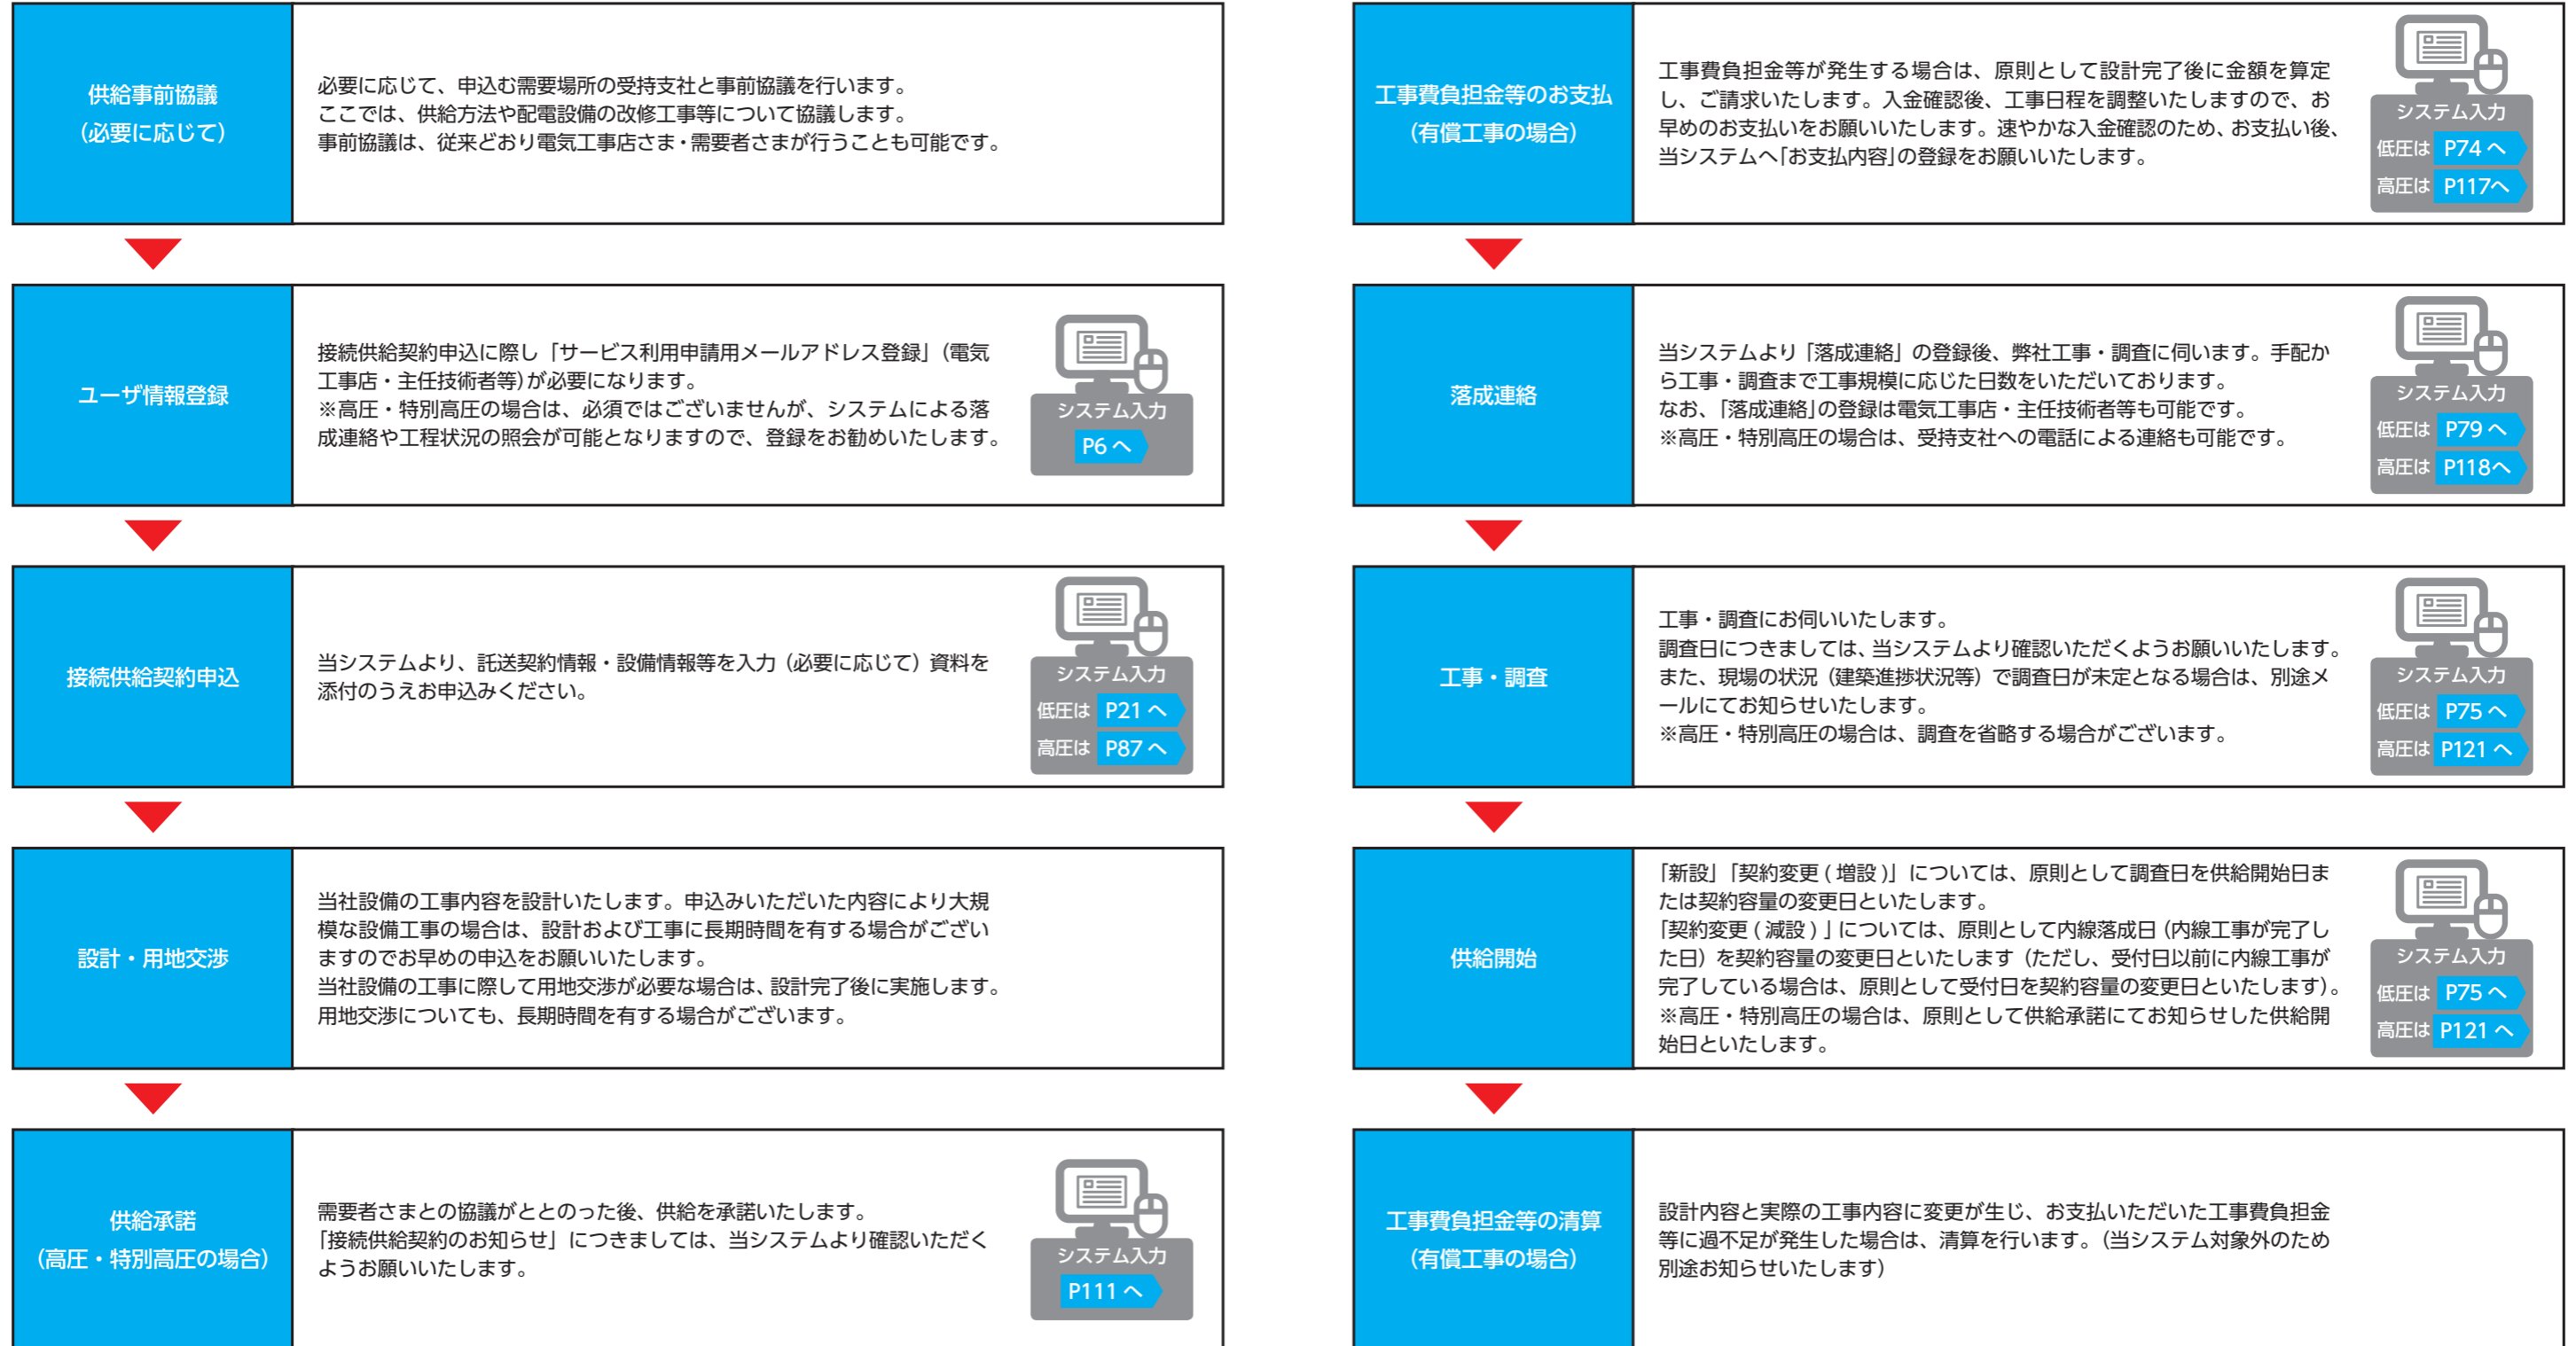 供給事前協議
（必要に応じて）
必要に応じて、申込む需要場所の受持支社と事前協議を行います。
ここでは、供給方法や配電設備の改修工事等について協議します。
事前協議は、従来どおり電気工事店さま・需要者さまが行うことも可能です。
ユーザ情報登録
接続供給契約申込に際し「サービス利用申請用メールアドレス登録」（電気
工事店・主任技術者等）が必要になります。
※高圧・特別高圧の場合は、必須ではございませんが、システムによる落
成連絡や工程状況の照会が可能となりますので、登録をお勧めいたします。
システム入力
P6 へ
接続供給契約申込
当システムより、託送契約情報・設備情報等を入力（必要に応じて）資料を
添付のうえお申込みください。
システム入力
低圧は P21 へ
高圧は P87 へ
設計・用地交渉
当社設備の工事内容を設計いたします。申込みいただいた内容により大規
模な設備工事の場合は、設計および工事に長期時間を有する場合がござい
ますのでお早めの申込をお願いいたします。
当社設備の工事に際して用地交渉が必要な場合は、設計完了後に実施します。
用地交渉についても、長期時間を有する場合がございます。
供給承諾
（高圧・特別高圧の場合）
需要者さまとの協議がととのった後、供給を承諾いたします。
「接続供給契約のお知らせ」につきましては、当システムより確認いただく
ようお願いいたします。
システム入力
P111 へ
工事費負担金等のお支払
（有償工事の場合）
工事費負担金等が発生する場合は、原則として設計完了後に金額を算定
し、ご請求いたします。入金確認後、工事日程を調整いたしますので、お
早めのお支払いをお願いいたします。速やかな入金確認のため、お支払い後、
当システムへ「お支払内容」の登録をお願いいたします。
システム入力
低圧は P74 へ
高圧は P117へ
落成連絡
当システムより「落成連絡」の登録後、弊社工事・調査に伺います。手配か
ら工事・調査まで工事規模に応じた日数をいただいております。
なお、「落成連絡」の登録は電気工事店・主任技術者等も可能です。
※高圧・特別高圧の場合は、受持支社への電話による連絡も可能です。
システム入力
低圧は P79 へ
高圧は P118へ
工事・調査
工事・調査にお伺いいたします。
調査日につきましては、当システムより確認いただくようお願いいたします。
また、現場の状況（建築進捗状況等）で調査日が未定となる場合は、別途メ
ールにてお知らせいたします。
※高圧・特別高圧の場合は、調査を省略する場合がございます。
システム入力
低圧は P75 へ
高圧は P121 へ
供給開始
「新設」「契約変更(増設)」については、原則として調査日を供給開始日ま
たは契約容量の変更日といたします。
「契約変更(減設)」については、原則として内線落成日（内線工事が完了し
た日）を契約容量の変更日といたします（ただし、受付日以前に内線工事が
完了している場合は、原則として受付日を契約容量の変更日といたします）。
※高圧・特別高圧の場合は、原則として供給承諾にてお知らせした供給開
始日といたします。
システム入力
低圧は P75 へ
高圧は P121 へ
工事費負担金等の清算
（有償工事の場合）
設計内容と実際の工事内容に変更が生じ、お支払いただいた工事費負担金
等に過不足が発生した場合は、清算を行います。（当システム対象外のため
別途お知らせいたします）